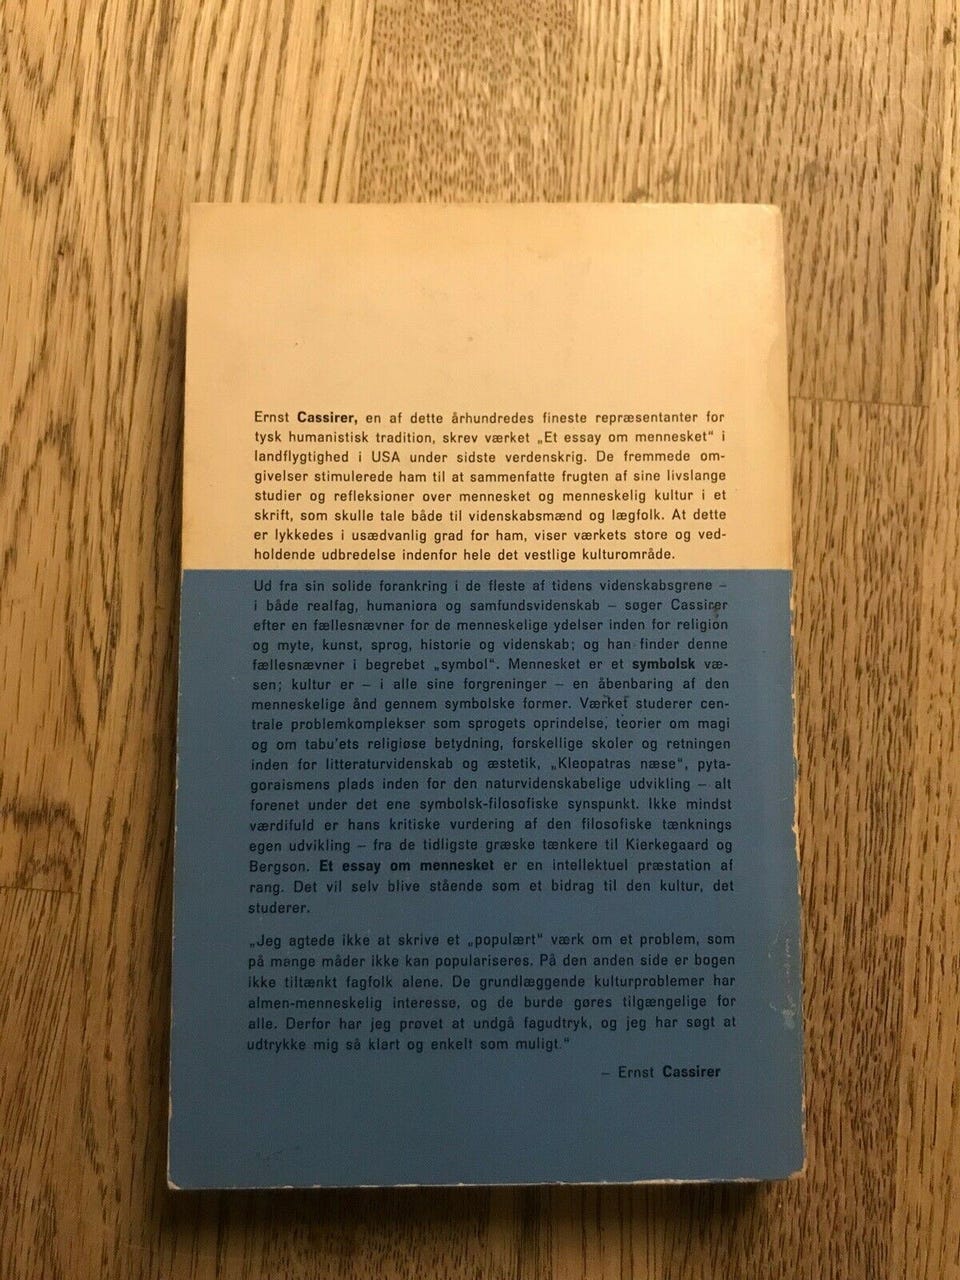 Ernst Cassirer, en af dette århundredes fineste repræsentanter for
tysk humanistisk tradition, skrev værket „Et essay om mennesket“ i
landflygtighed i USA under sidste verdenskrig. De fremmede om-
givelser stimulerede ham til at sammenfatte frugten af sine livslange
studier og refleksioner over mennesket og menneskelig kultur i et
skrift, som skulle tale både til videnskabsmænd og lægfolk. At dette
er lykkedes i usædvanlig grad for ham, viser værkets store og ved-
holdende udbredelse indenfor hele det vestlige kulturområde.
Ud fra sin solide forankring i de fleste af tidens videnskabsgrene –
i både realfag, humaniora og samfundsvidenskab – søger Cassirer
efter en fællesnævner for de menneskelige ydelser inden for religion
og myte, kunst, sprog, historie og videnskab; og han finder denne
fællesnævner i begrebet „symbol“. Mennesket er et symbolsk væ-
sen; kultur er – i alle sine forgreninger – en åbenbaring af den
menneskelige ånd gennem symbolske former. Værket studerer cen-
trale problemkomplekser som sprogets oprindelse, teorier om magi
og om tabu'ets religiøse betydning, forskellige skoler og retningen
inden for litteraturvidenskab og æstetik, „Kleopatras næse“, pyta-
goraismens plads inden for den naturvidenskabelige udvikling – alt
forenet under det ene symbolsk-filosofiske synspunkt. Ikke mindst
værdifuld er hans kritiske vurdering af den filosofiske tænknings
egen udvikling – fra de tidligste græske tænkere til Kierkegaard og
Bergson. Et essay om mennesket er en intellektuel præstation af
rang. Det vil selv blive stående som et bidrag til den kultur, det
studerer.
„Jeg agtede ikke at skrive et „populært“ værk om et problem, som
på mange måder ikke kan populariseres. På den anden side er bogen
ikke tiltænkt fagfolk alene. De grundlæggende kulturproblemer har
almen-menneskelig interesse, og de burde gøres tilgængelige for
alle. Derfor har jeg prøvet at undgå fagudtryk, og jeg har søgt at
udtrykke mig så klart og enkelt som muligt.“
– Ernst Cassirer